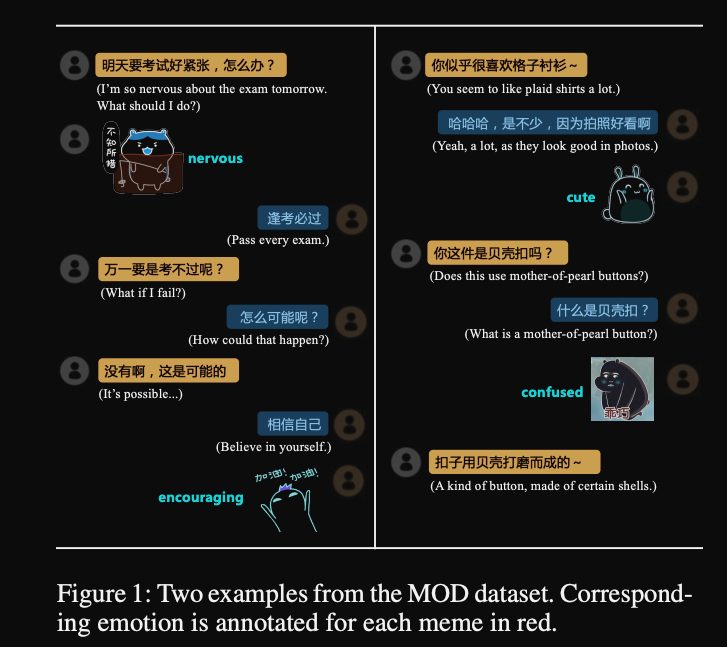 明天要考试好紧张，怎么办？
(I'm so nervous about the exam tomorrow.
What should I do?)
不知所措
nervous
逢考必过
(Pass every exam.)
万一要是考不过呢？
(What if I fail?)
怎么可能呢？
(How could that happen?)
没有啊，这是可能的
(It's possible...)
相信自己
(Believe in yourself.)
加油! 加油!
encouraging
你似乎很喜欢格子衬衫～
(You seem to like plaid shirts a lot.)
哈哈哈，是不少，因为拍照好看啊
(Yeah, a lot, as they look good in photos.)
cute
你这件是贝壳扣吗？
(Does this use mother-of-pearl buttons?)
什么是贝壳扣？
(What is a mother-of-pearl button?)
confused
乖巧
扣子用贝壳打磨而成的～
(A kind of button, made of certain shells.)
Figure 1: Two examples from the MOD dataset. Correspond-
ing emotion is annotated for each meme in red.